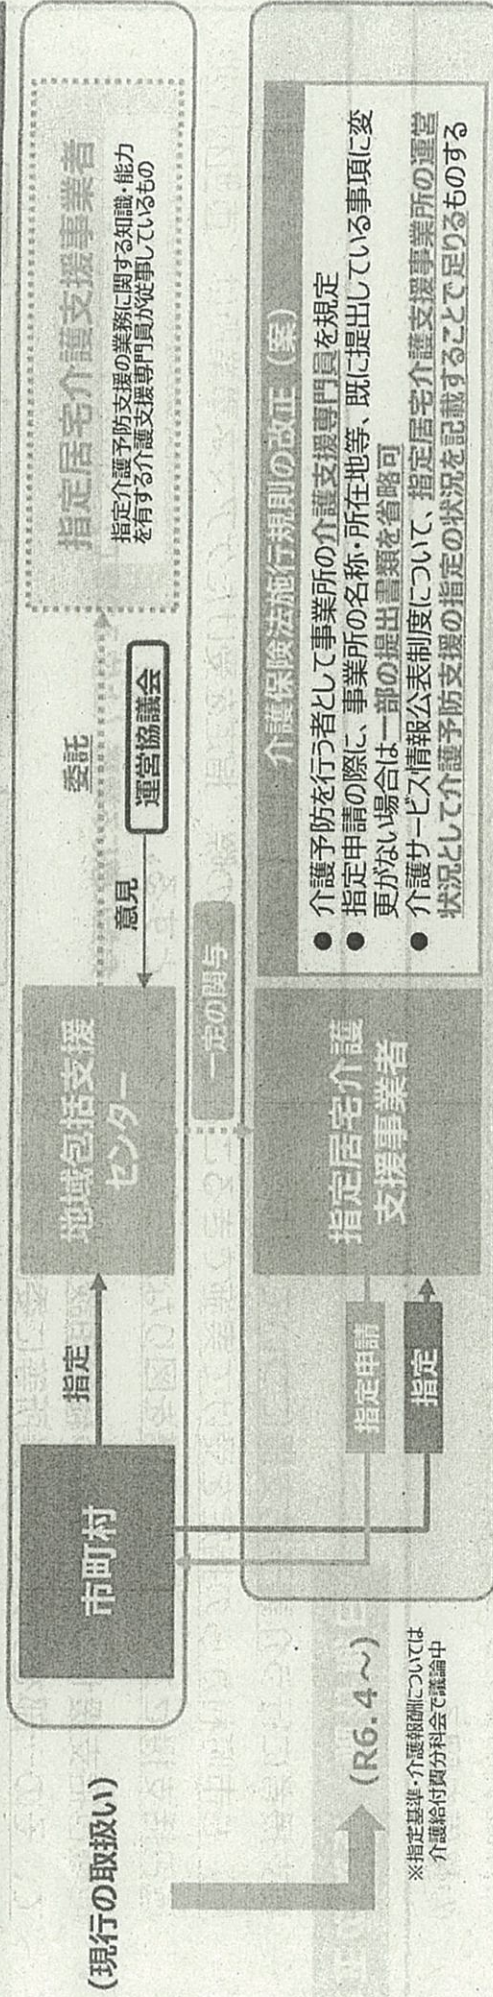 (現行の取扱い)
市町村
指定
地域包括支援
センター
委託
意見
運営協議会
指定居宅介護支援事業者
指定介護予防支援の業務に関する知識・能力
を有する介護支援専門員が従事しているもの
一定の関与
(R6.4~)
※指定基準・介護報酬については
介護給付費分科会で議論中
指定申請
指定
指定居宅介護
支援事業者
介護保険法施行規則の改正(案)
● 介護予防を行う者として事業所の介護支援専門員を規定
● 指定申請の際に、事業所の名称・所在地等、既に提出している事項に変
更がない場合は一部の提出書類を省略可
● 介護サービス情報公表制度について、指定居宅介護支援事業所の運営
状況として介護予防支援の指定の状況を記載することで足りるものする